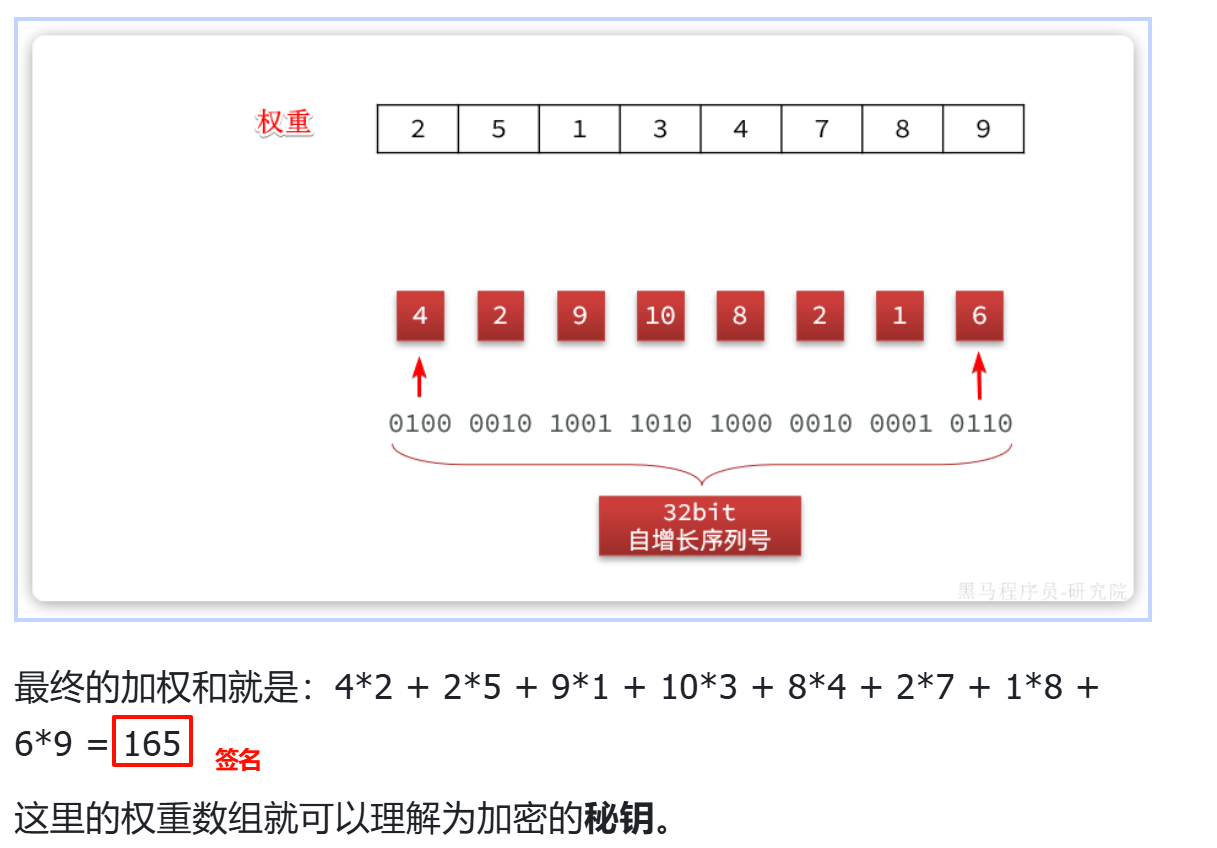 权重 2 5 1 3 4 7 8 9
4 2 9 10 8 2 1 6
0100 0010 1001 1010 1000 0010 0001 0110
32bit
自增长序列号
黑马程序员-研究院
最终的加权和就是：4*2 + 2*5 + 9*1 + 10*3 + 8*4 + 2*7 + 1*8 +
6*9 = 165 签名
这里的权重数组就可以理解为加密的秘钥。